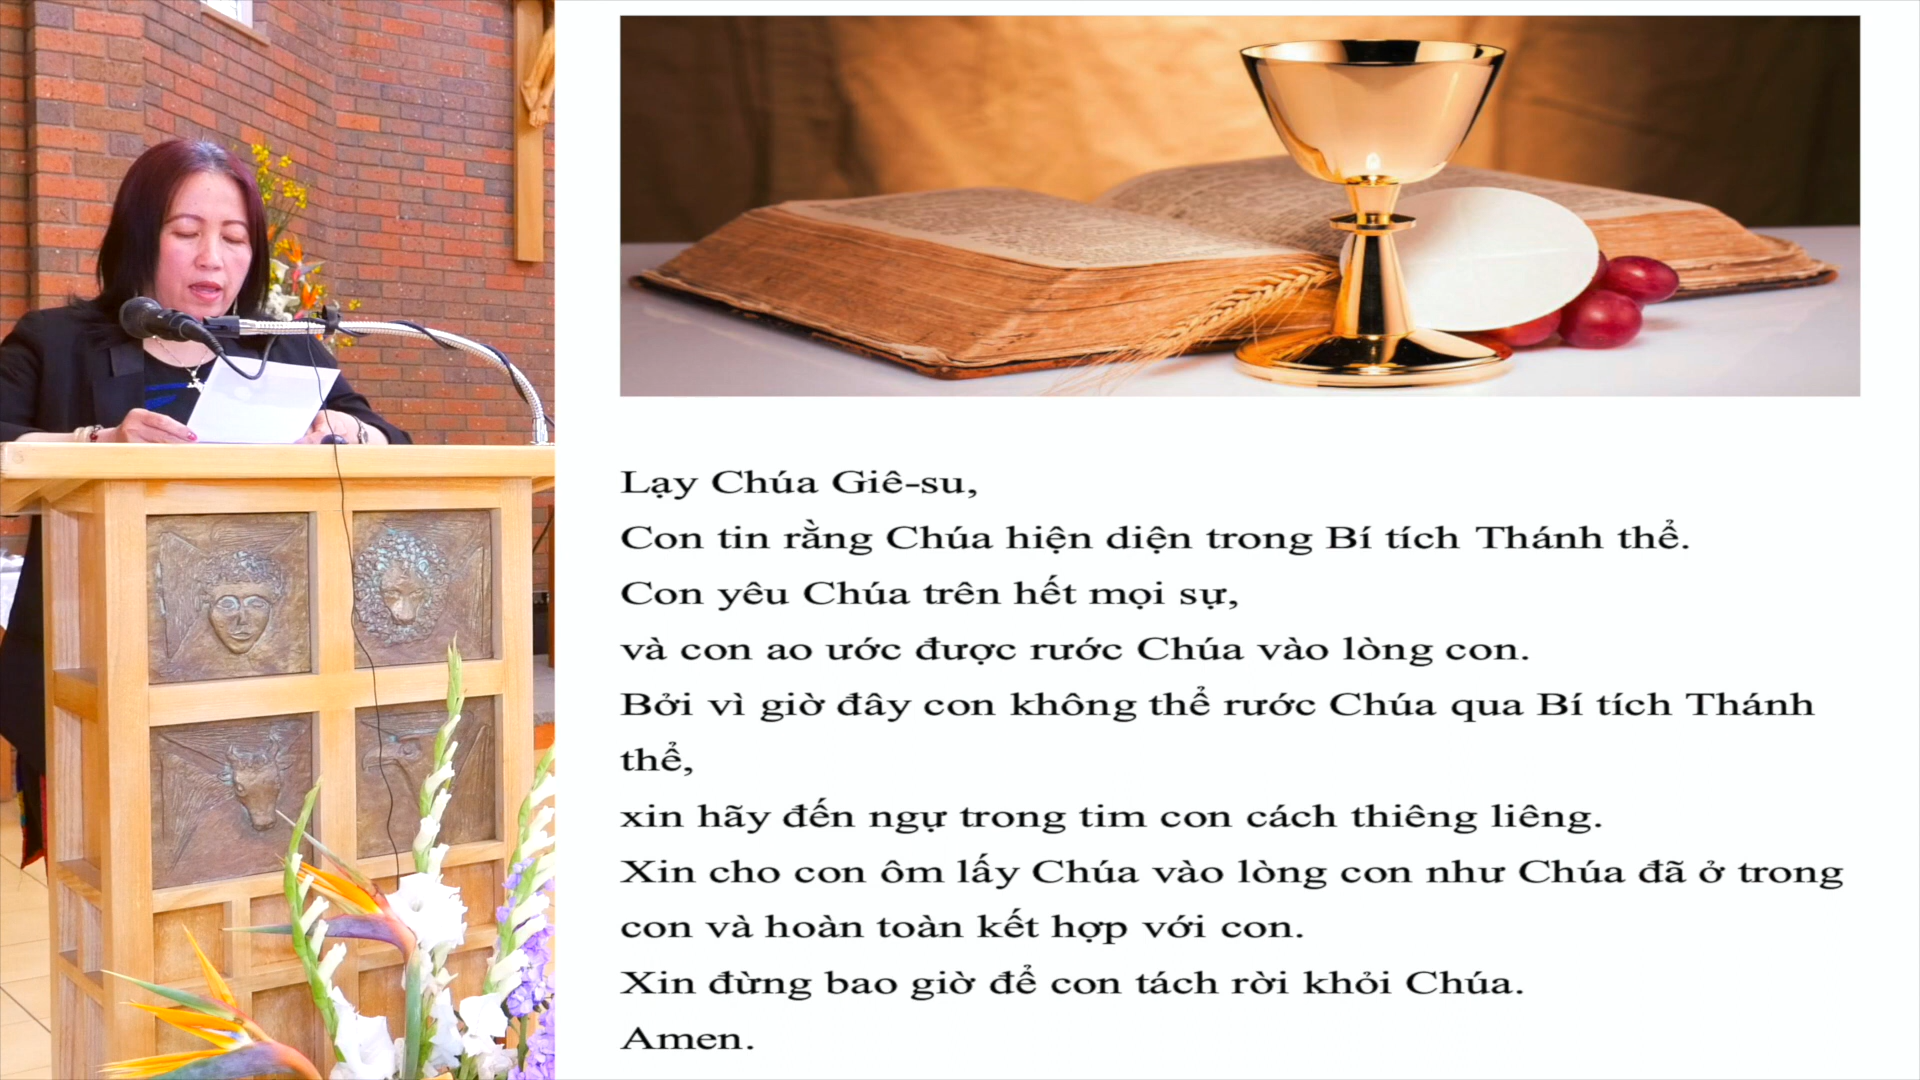 Lạy Chúa Giê-su,
Con tin rằng Chúa hiện diện trong Bí tích Thánh thể.
Con yêu Chúa trên hết mọi sự,
và con ao ước được rước Chúa vào lòng con.
Bởi vì giờ đây con không thể rước Chúa qua Bí tích Thánh
thể,
xin hãy đến ngự trong tim con cách thiêng liêng.
Xin cho con ôm lấy Chúa vào lòng con như Chúa đã ở trong
con và hoàn toàn kết hợp với con.
Xin đừng bao giờ để con tách rời khỏi Chúa.
Amen.